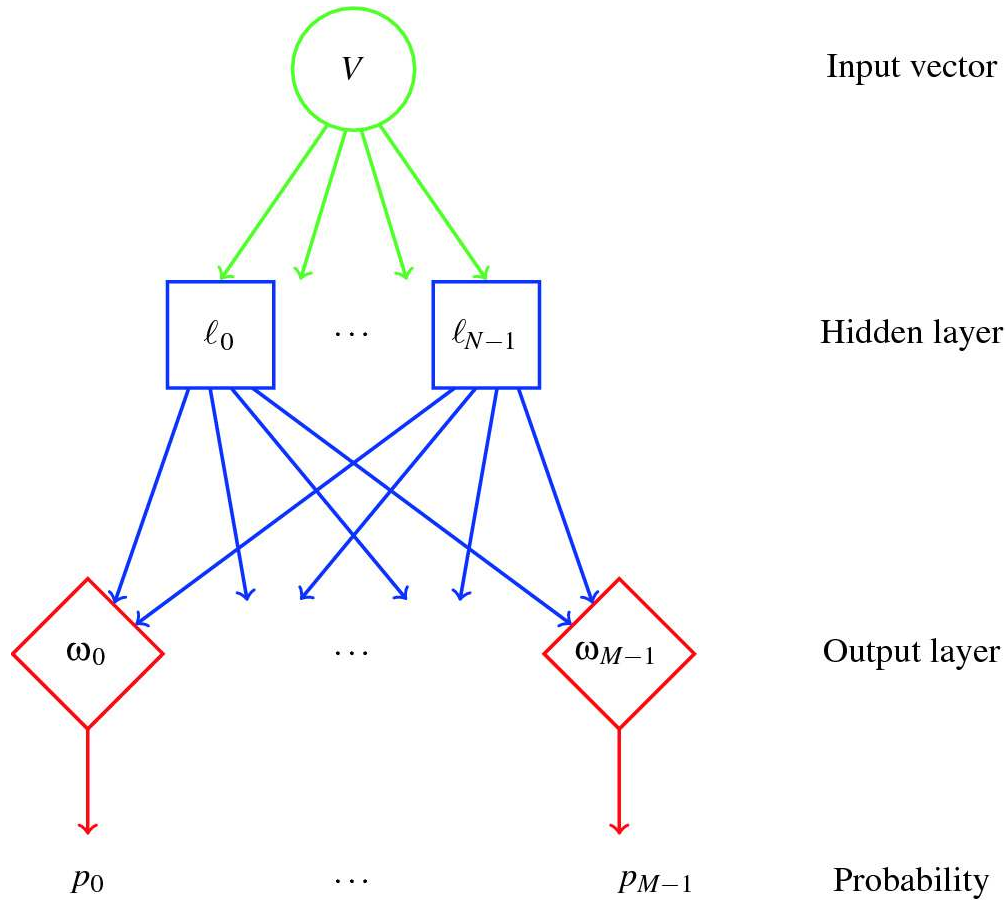 V Input vector
ℓ0 ... ℓN−1 Hidden layer
ω0 ... ωM−1 Output layer
p0 ... pM−1 Probability